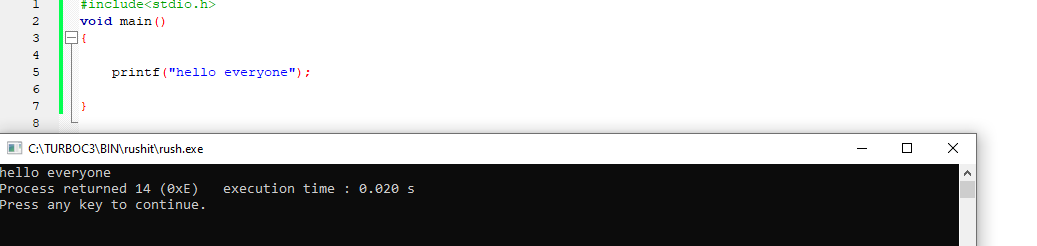 1 #include<stdio.h>
2 void main()
3 {
4
5 printf("hello everyone");
6
7 }
8
C:\TURBOC3\BIN\rushit\rush.exe
hello everyone
Process returned 14 (0xE)   execution time : 0.020 s
Press any key to continue.